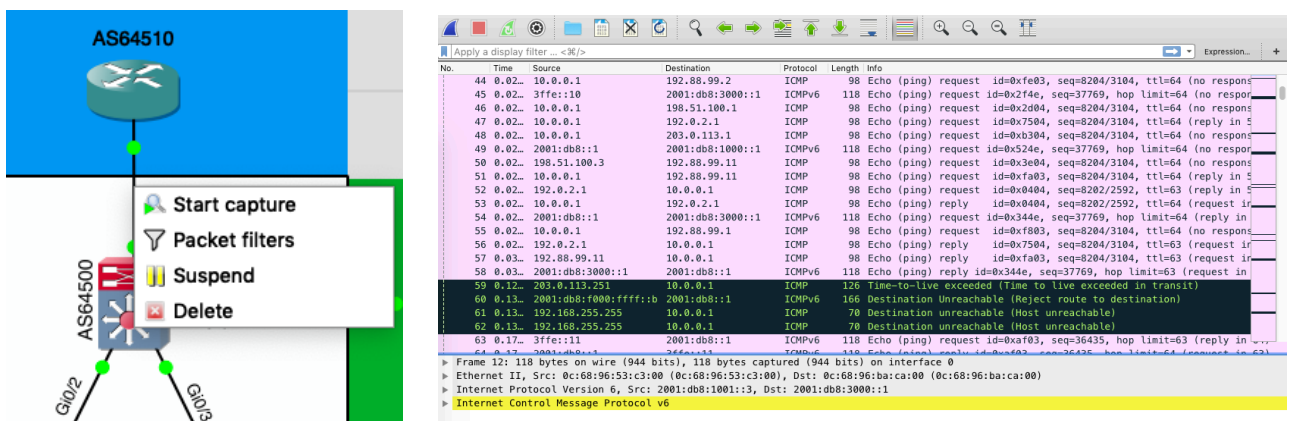 AS64510
Start capture
Packet filters
Suspend
Delete
AS64500
Gi0/2
Gi0/3
Apply a display filter ... <⌘/>
Expression...
+
No. Time Source Destination Protocol Length Info
44 0.02… 10.0.0.1 192.88.99.2 ICMP 98 Echo (ping) request id=0xfe03, seq=8204/3104, ttl=64 (no respons
45 0.02… 3ffe::10 2001:db8:3000::1 ICMPv6 118 Echo (ping) request id=0x2f4e, seq=37769, hop limit=64 (no respor
46 0.02… 10.0.0.1 198.51.100.1 ICMP 98 Echo (ping) request id=0x2d04, seq=8204/3104, ttl=64 (no respons
47 0.02… 10.0.0.1 192.0.2.1 ICMP 98 Echo (ping) request id=0x7504, seq=8204/3104, ttl=64 (reply in 5
48 0.02… 10.0.0.1 203.0.113.1 ICMP 98 Echo (ping) request id=0xb304, seq=8204/3104, ttl=64 (no respons
49 0.02… 2001:db8::1 2001:db8:1000::1 ICMPv6 118 Echo (ping) request id=0x524e, seq=37769, hop limit=64 (no respor
50 0.02… 198.51.100.3 192.88.99.11 ICMP 98 Echo (ping) request id=0x3e04, seq=8204/3104, ttl=64 (no respons
51 0.02… 10.0.0.1 192.88.99.11 ICMP 98 Echo (ping) request id=0xfa03, seq=8204/3104, ttl=64 (reply in 5
52 0.02… 192.0.2.1 10.0.0.1 ICMP 98 Echo (ping) request id=0x0404, seq=8202/2592, ttl=63 (reply in 5
53 0.02… 10.0.0.1 192.0.2.1 ICMP 98 Echo (ping) reply id=0x0404, seq=8202/2592, ttl=64 (request in
54 0.02… 2001:db8::1 2001:db8:3000::1 ICMPv6 118 Echo (ping) request id=0x344e, seq=37769, hop limit=64 (reply in
55 0.02… 10.0.0.1 192.88.99.1 ICMP 98 Echo (ping) request id=0xf803, seq=8204/3104, ttl=64 (no respons
56 0.02… 192.0.2.1 10.0.0.1 ICMP 98 Echo (ping) reply id=0x7504, seq=8204/3104, ttl=63 (request in
57 0.03… 192.88.99.11 10.0.0.1 ICMP 98 Echo (ping) reply id=0xfa03, seq=8204/3104, ttl=63 (request in
58 0.03… 2001:db8:3000::1 2001:db8::1 ICMPv6 118 Echo (ping) reply id=0x344e, seq=37769, hop limit=63 (request in
59 0.12… 203.0.113.251 10.0.0.1 ICMP 126 Time-to-live exceeded (Time to live exceeded in transit)
60 0.13… 2001:db8:f000:ffff::b 2001:db8::1 ICMPv6 166 Destination Unreachable (Reject route to destination)
61 0.13… 192.168.255.255 10.0.0.1 ICMP 70 Destination unreachable (Host unreachable)
62 0.13… 192.168.255.255 10.0.0.1 ICMP 70 Destination unreachable (Host unreachable)
63 0.17… 3ffe::11 2001:db8::1 ICMPv6 118 Echo (ping) request id=0xaf03, seq=36435, hop limit=64 (reply in 64)
64 0.17… 2001:db8::1 3ffe::11 ICMPv6 118 Echo (ping) reply id=0xaf03, seq=36435, hop limit=64 (request in 63)
Frame 12: 118 bytes on wire (944 bits), 118 bytes captured (944 bits) on interface 0
Ethernet II, Src: 0c:68:96:53:c3:00 (0c:68:96:53:c3:00), Dst: 0c:68:96:ba:ca:00 (0c:68:96:ba:ca:00)
Internet Protocol Version 6, Src: 2001:db8:1001::3, Dst: 2001:db8:3000::1
Internet Control Message Protocol v6